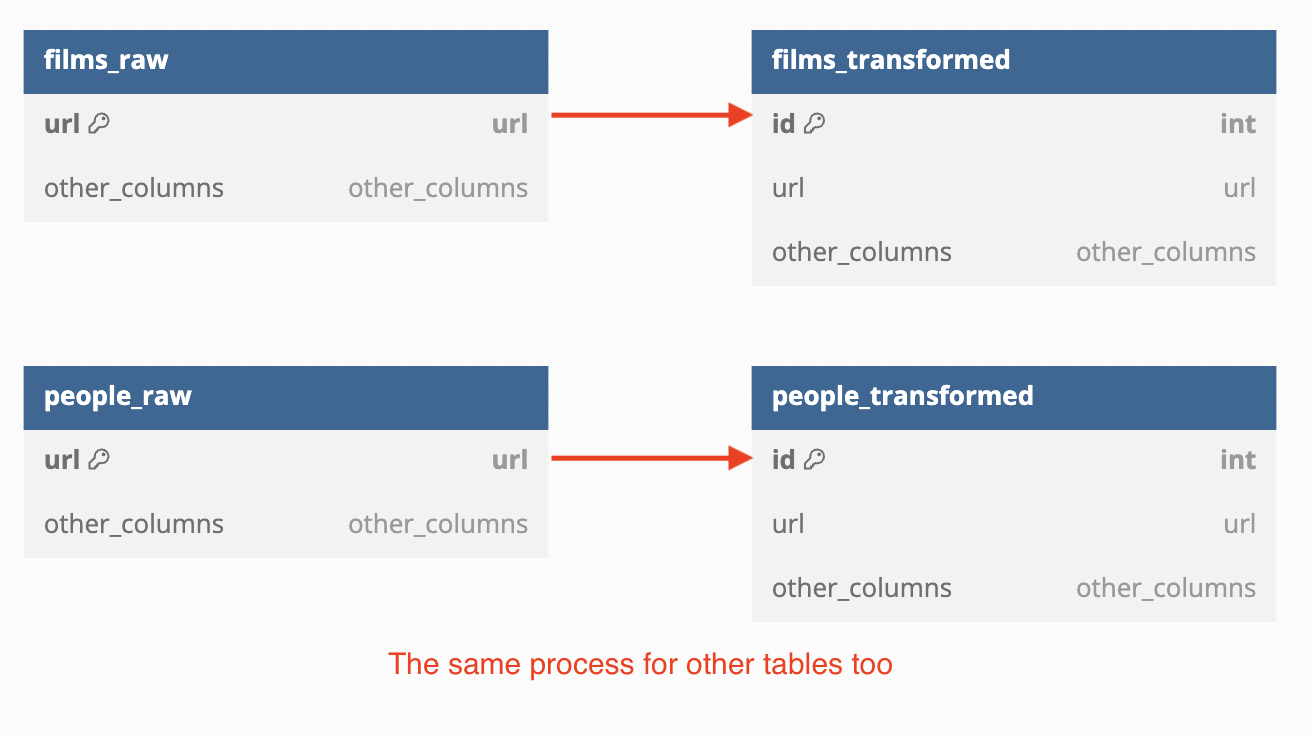 films_raw
url url
other_columns other_columns
films_transformed
id int
url url
other_columns other_columns
people_raw
url url
other_columns other_columns
people_transformed
id int
url url
other_columns other_columns
The same process for other tables too